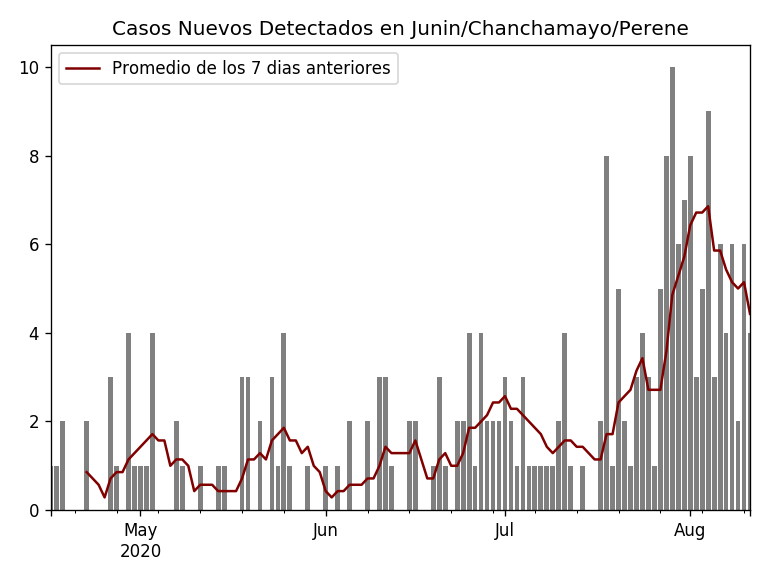 Casos Nuevos Detectados en Junin/Chanchamayo/Perene
Promedio de los 7 dias anteriores
10
8
6
4
2
0
May Jun Jul Aug
2020